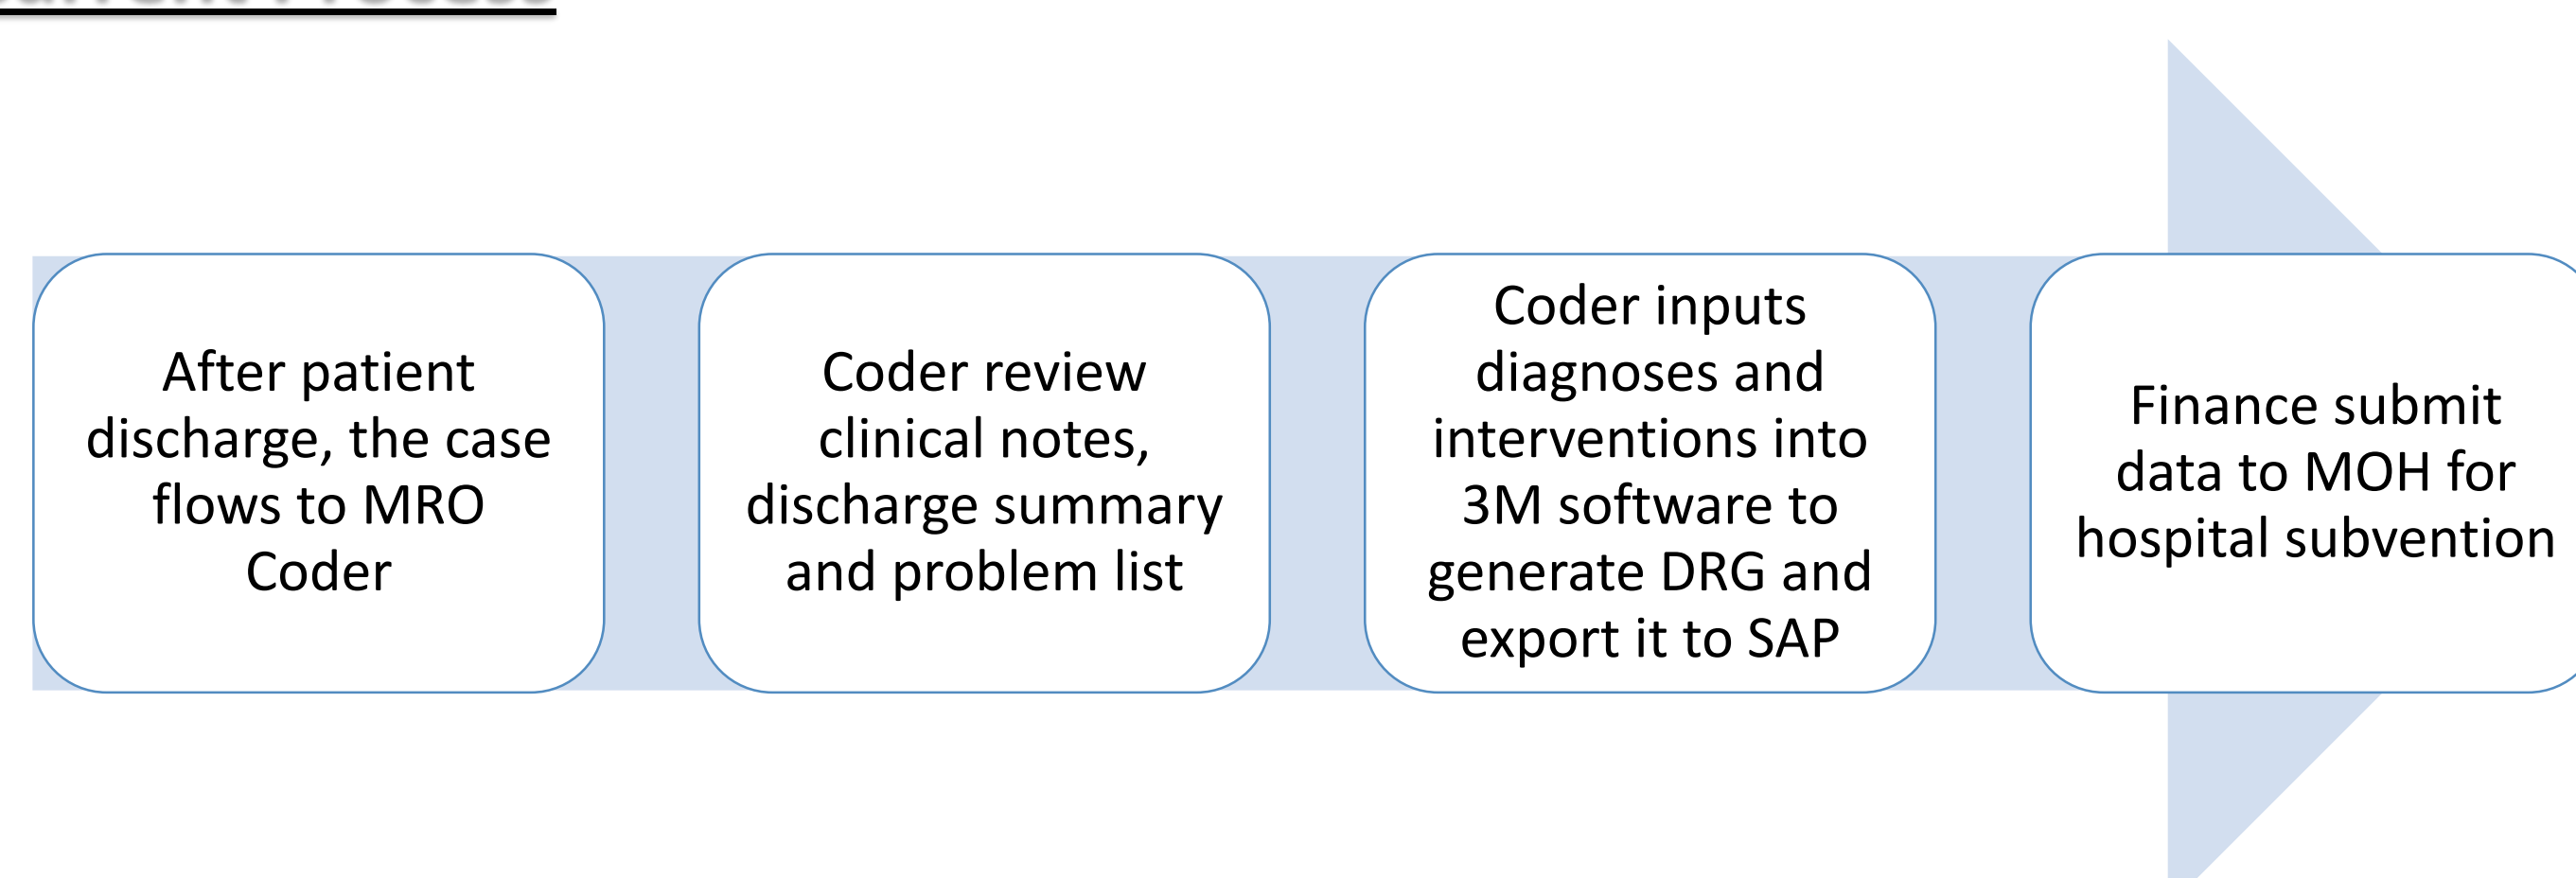 After patient
discharge, the case
flows to MRO
Coder
Coder review
clinical notes,
discharge summary
and problem list
Coder inputs
diagnoses and
interventions into
3M software to
generate DRG and
export it to SAP
Finance submit
data to MOH for
hospital subvention